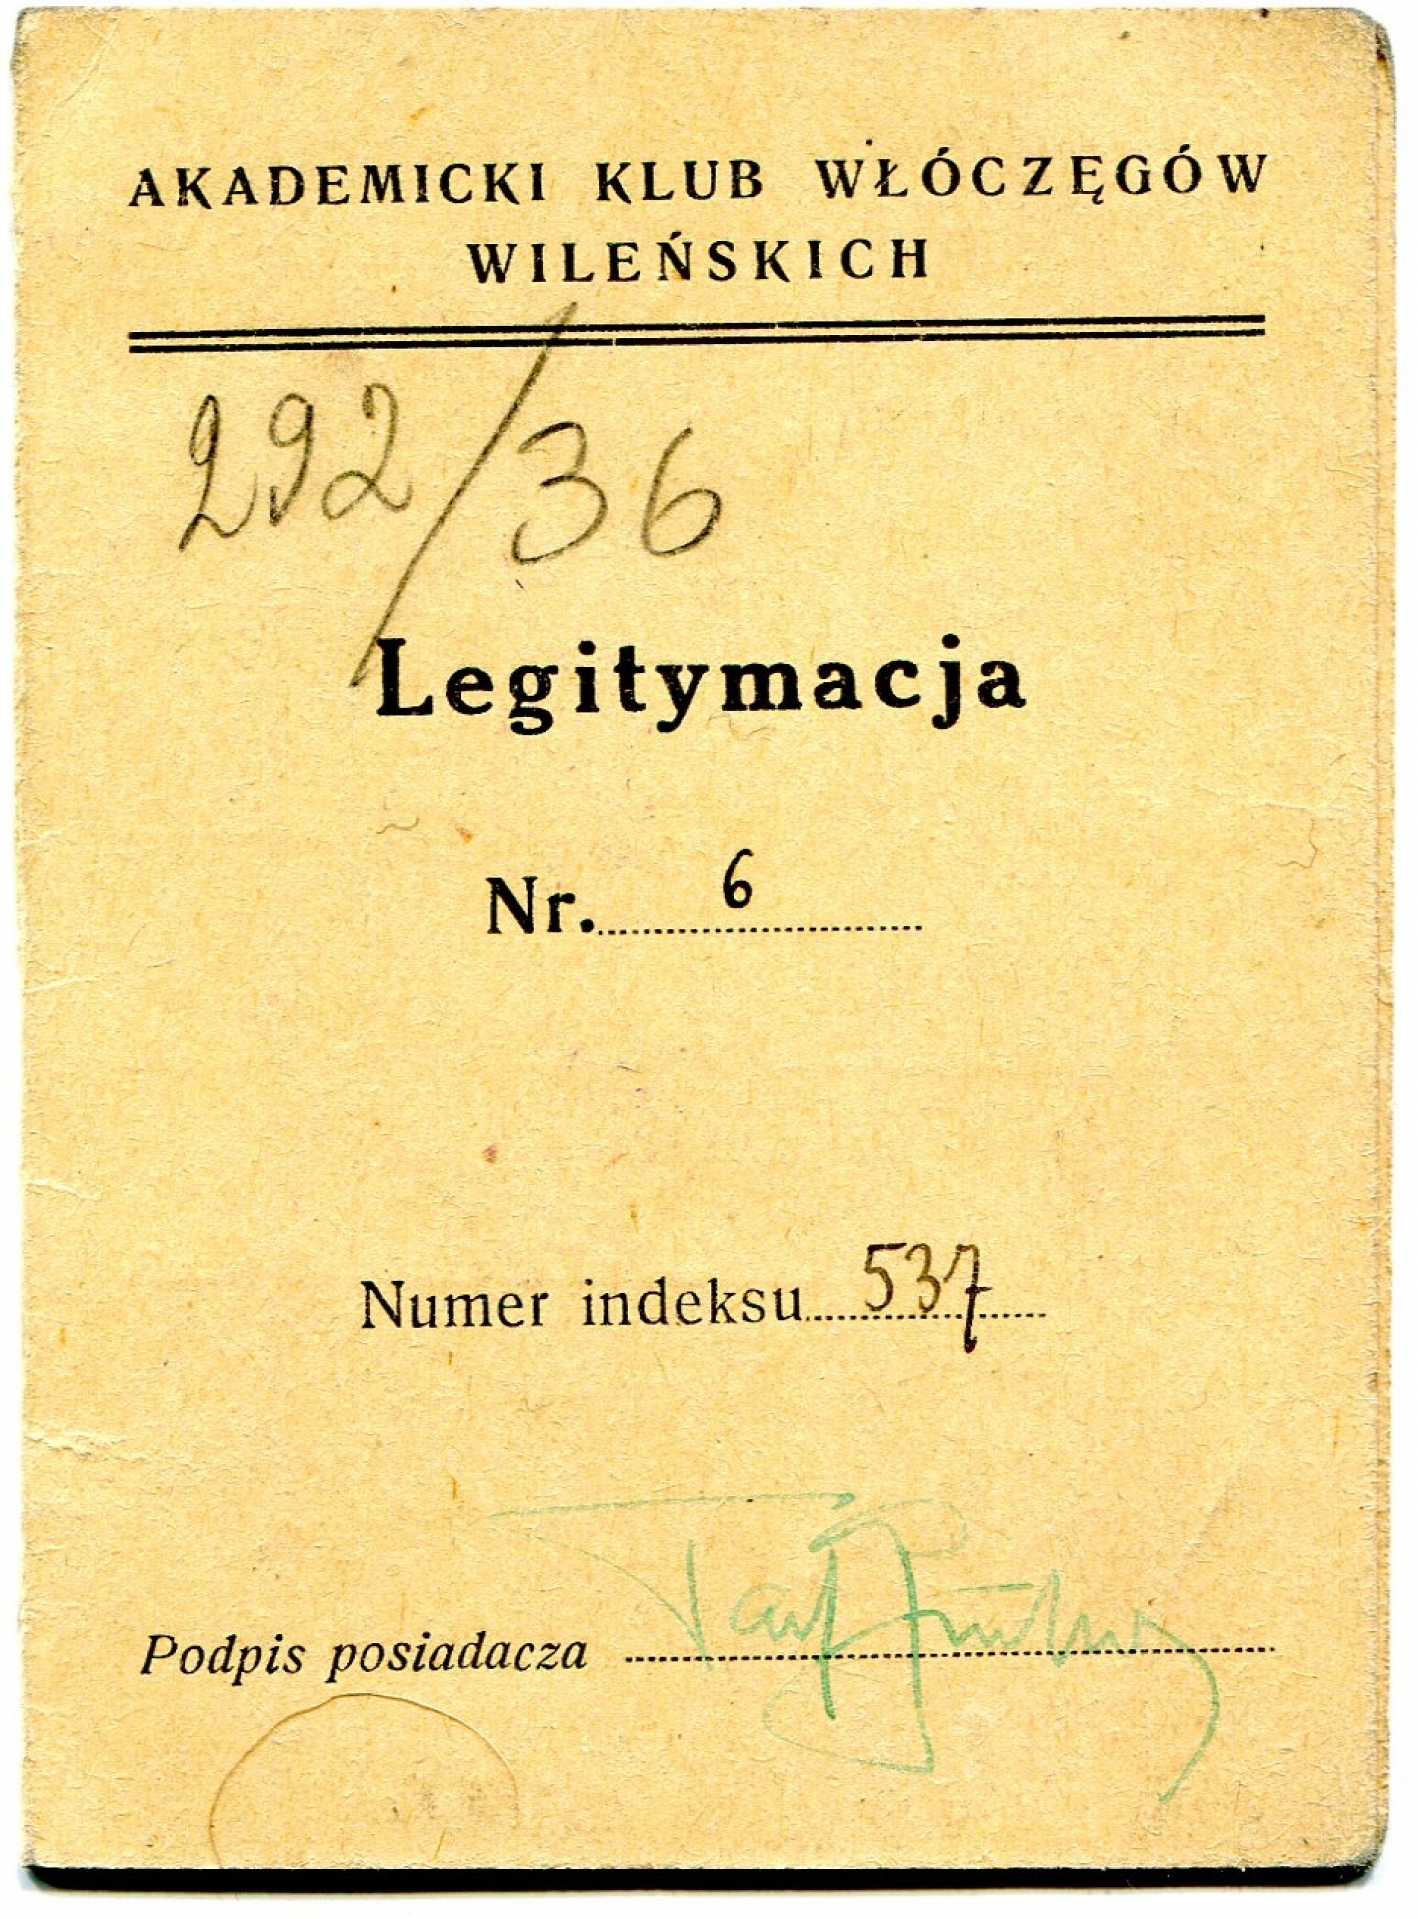 AKADEMICKI KLUB WŁÓCZĘGÓW
WILEŃSKICH
292/36
Legitymacja
Nr. 6
Numer indeksu 537
Podpis posiadacza